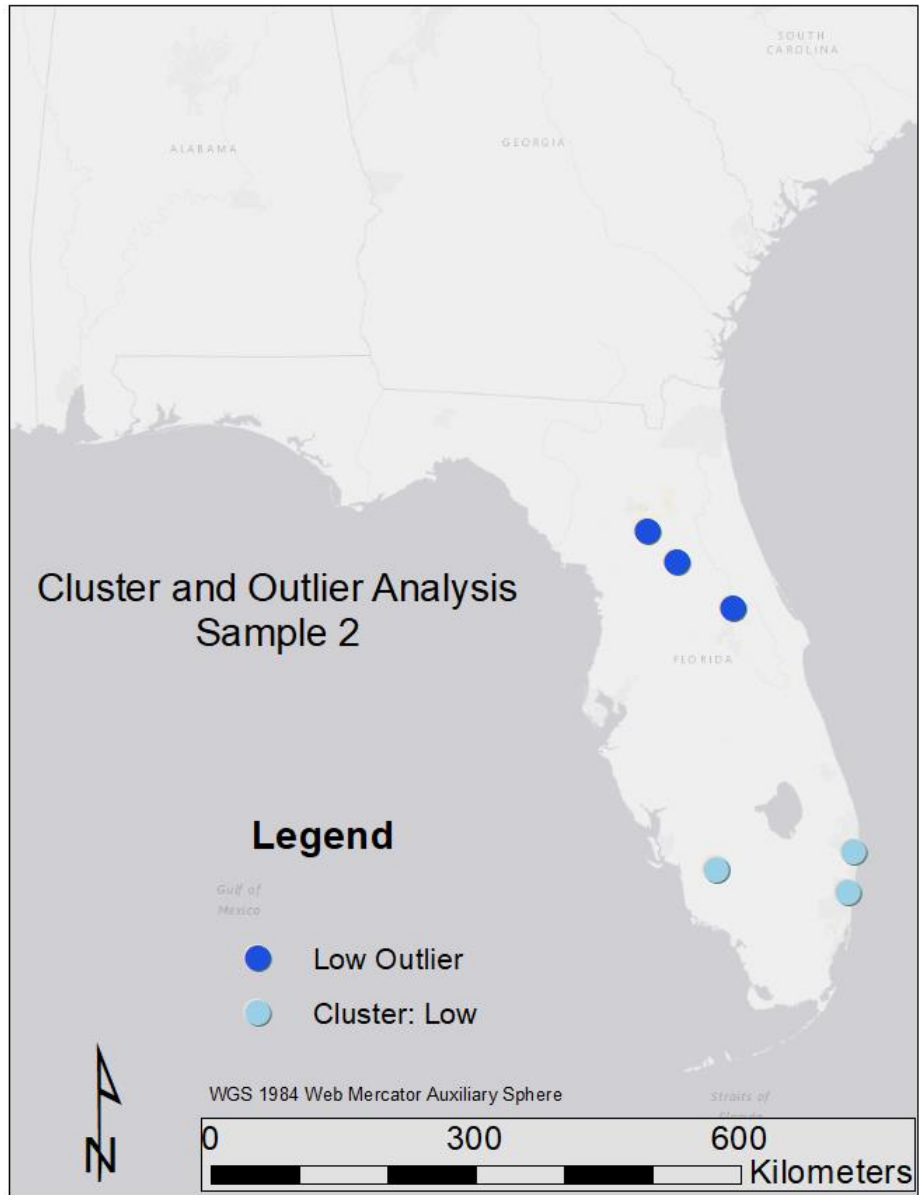 SOUTH
CAROLINA
ALABAMA
GEORGIA
Cluster and Outlier Analysis
Sample 2
FLORIDA
Legend
Gulf of
Mexico
Low Outlier
Cluster: Low
N
WGS 1984 Web Mercator Auxiliary Sphere
Straits of
Florida
0 300 600
Kilometers